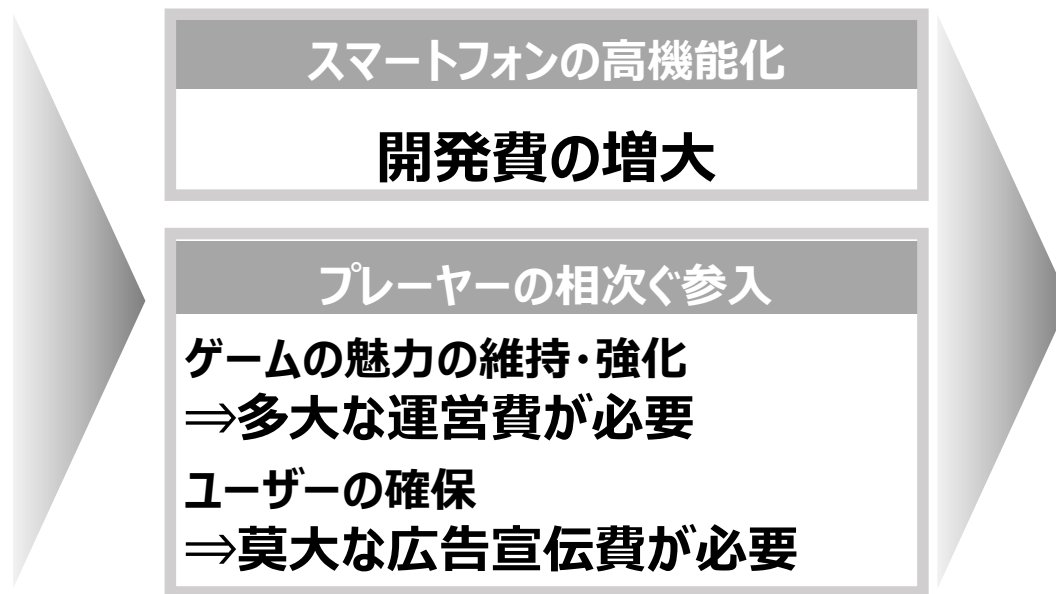 スマートフォンの高機能化
開発費の増大
プレーヤーの相次ぐ参入
ゲームの魅力の維持・強化
⇒多大な運営費が必要
ユーザーの確保
⇒莫大な広告宣伝費が必要